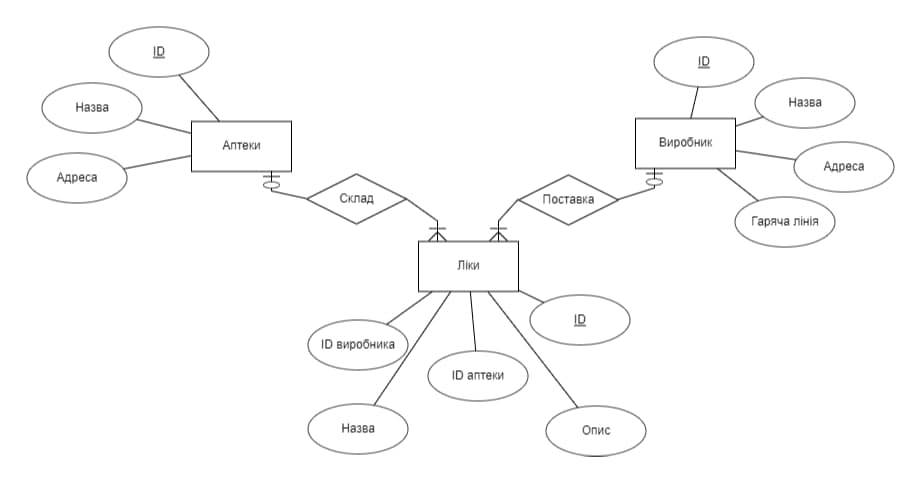 ID
Назва
Адреса
Аптеки
Склад
ID
Назва
Виробник
Адреса
Гаряча лінія
Поставка
Ліки
ID виробника
Назва
ID аптеки
ID
Опис